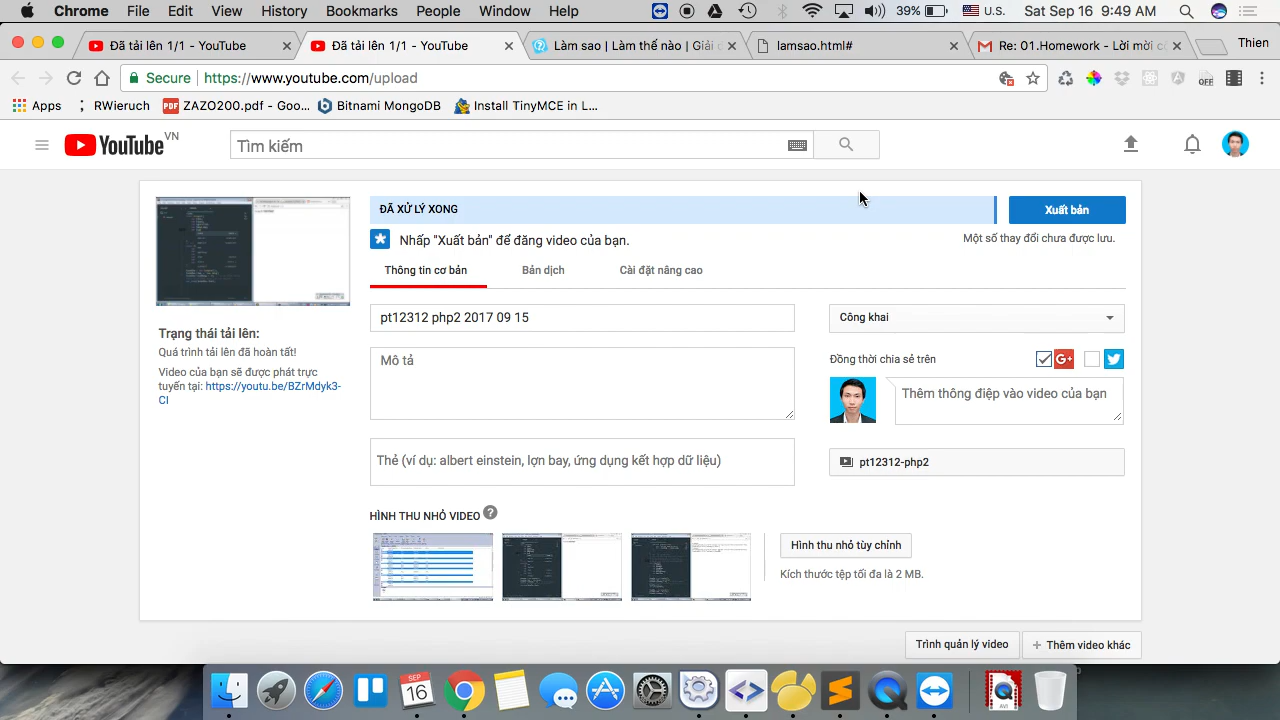 Chrome File Edit View History Bookmarks People Window Help 39% U.S. Sat Sep 16 9:49 AM
Đã tải lên 1/1 - YouTube
Đã tải lên 1/1 - YouTube
Làm sao | Làm thế nào | Giải đ
Re: 01.Homework - Lời mời c
Thien
Secure https://www.youtube.com/upload
OFF
Apps RWieruch ZAZO200.pdf - Goo... Bitnami MongoDB Install TinyMCE in L...
YouTube VN
Tìm kiếm
ĐÃ XỬ LÝ XONG
Xuất bản
Nhấp "Xuất bản" để đăng video của bạn.
Một số thay đổi chưa được lưu.
Thông tin cơ bản Bản dịch Cài đặt nâng cao
Trạng thái tải lên:
Quá trình tải lên đã hoàn tất!
Video của bạn sẽ được phát trực
tuyến tại: https://youtu.be/BZrMdyk3-
CI
pt12312 php2 2017 09 15
Mô tả
Thẻ (ví dụ: albert einstein, lợn bay, ứng dụng kết hợp dữ liệu)
Công khai
Đồng thời chia sẻ trên
G+
Thêm thông điệp vào video của bạn
pt12312-php2
HÌNH THU NHỎ VIDEO ?
Hình thu nhỏ tùy chỉnh
Kích thước tệp tối đa là 2 MB.
Trình quản lý video + Thêm video khác
SEP
16
AVI